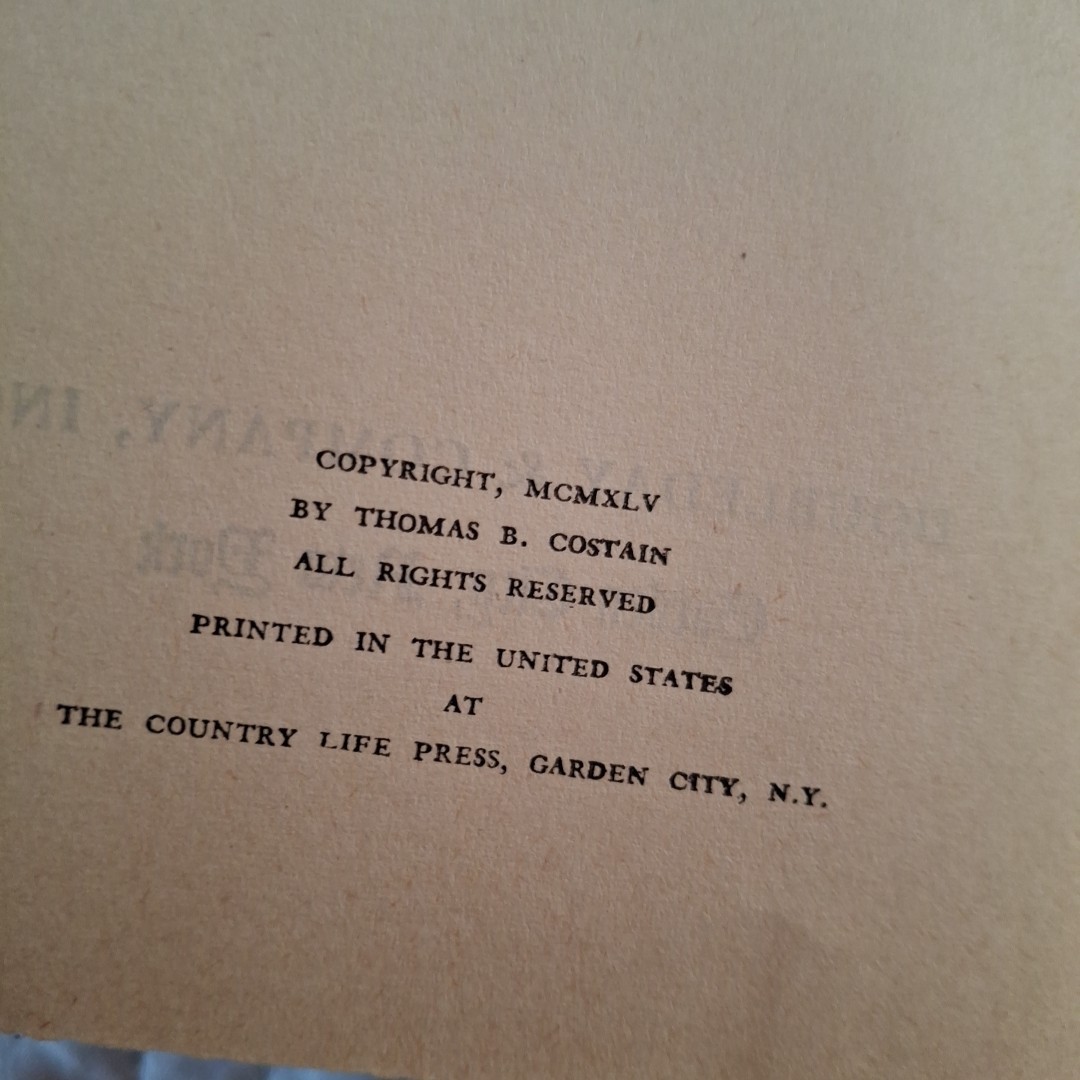 COPYRIGHT, MCMXLV
BY THOMAS B. COSTAIN
ALL RIGHTS RESERVED
PRINTED IN THE UNITED STATES
AT
THE COUNTRY LIFE PRESS, GARDEN CITY, N.Y.